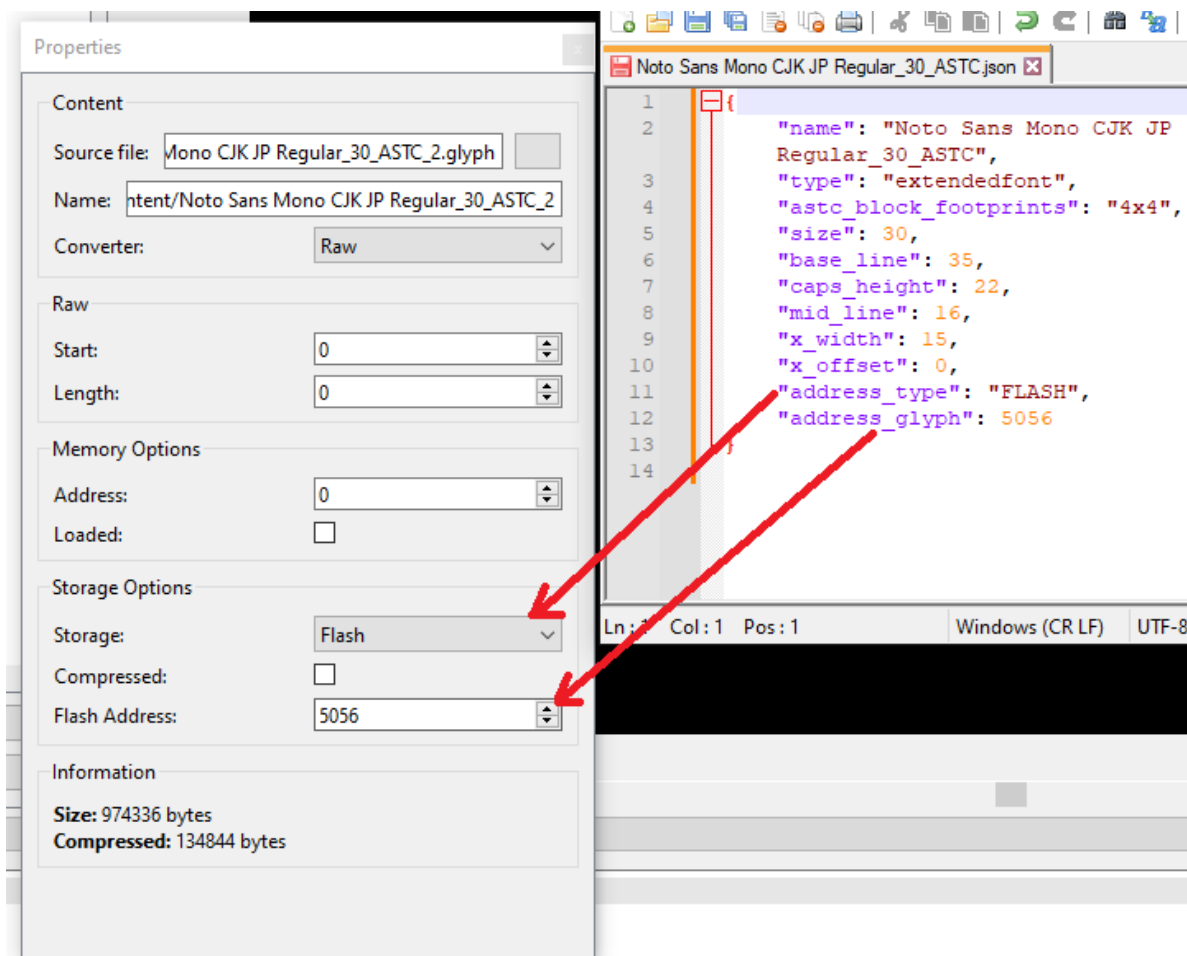 Properties
x
Content
Source file: Mono CJK JP Regular_30_ASTC_2.glyph
Name: ntent/Noto Sans Mono CJK JP Regular_30_ASTC_2
Converter: Raw
Raw
Start: 0
Length: 0
Memory Options
Address: 0
Loaded:
Storage Options
Storage: Flash
Compressed:
Flash Address: 5056
Information
Size: 974336 bytes
Compressed: 134844 bytes
Noto Sans Mono CJK JP Regular_30_ASTC.json
1 {
2 "name": "Noto Sans Mono CJK JP
Regular_30_ASTC",
3 "type": "extendedfont",
4 "astc_block_footprints": "4x4",
5 "size": 30,
6 "base_line": 35,
7 "caps_height": 22,
8 "mid_line": 16,
9 "x_width": 15,
10 "x_offset": 0,
11 "address_type": "FLASH",
12 "address_glyph": 5056
13 }
14
Ln : 1 Col : 1 Pos : 1 Windows (CR LF) UTF-8